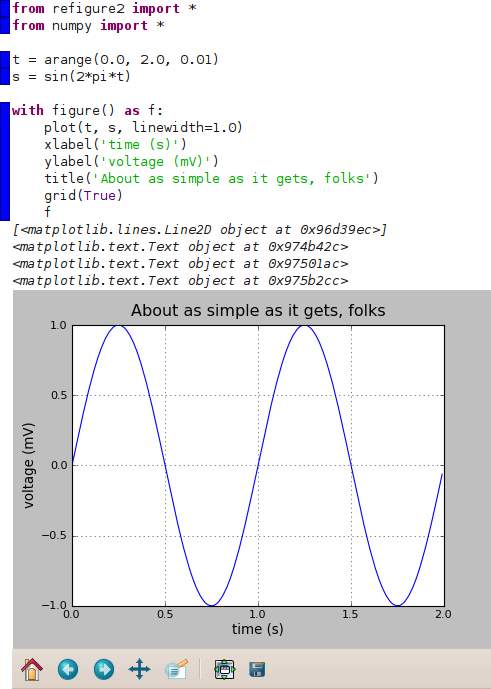 from refigure2 import *
from numpy import *
t = arange(0.0, 2.0, 0.01)
s = sin(2*pi*t)
with figure() as f:
    plot(t, s, linewidth=1.0)
    xlabel('time (s)')
    ylabel('voltage (mV)')
    title('About as simple as it gets, folks')
    grid(True)
    f
[<matplotlib.lines.Line2D object at 0x96d39ec>]
<matplotlib.text.Text object at 0x974b42c>
<matplotlib.text.Text object at 0x97501ac>
<matplotlib.text.Text object at 0x975b2cc>
About as simple as it gets, folks
1.0
0.5
0.0
−0.5
−1.0
voltage (mV)
0.0 0.5 1.0 1.5 2.0
time (s)